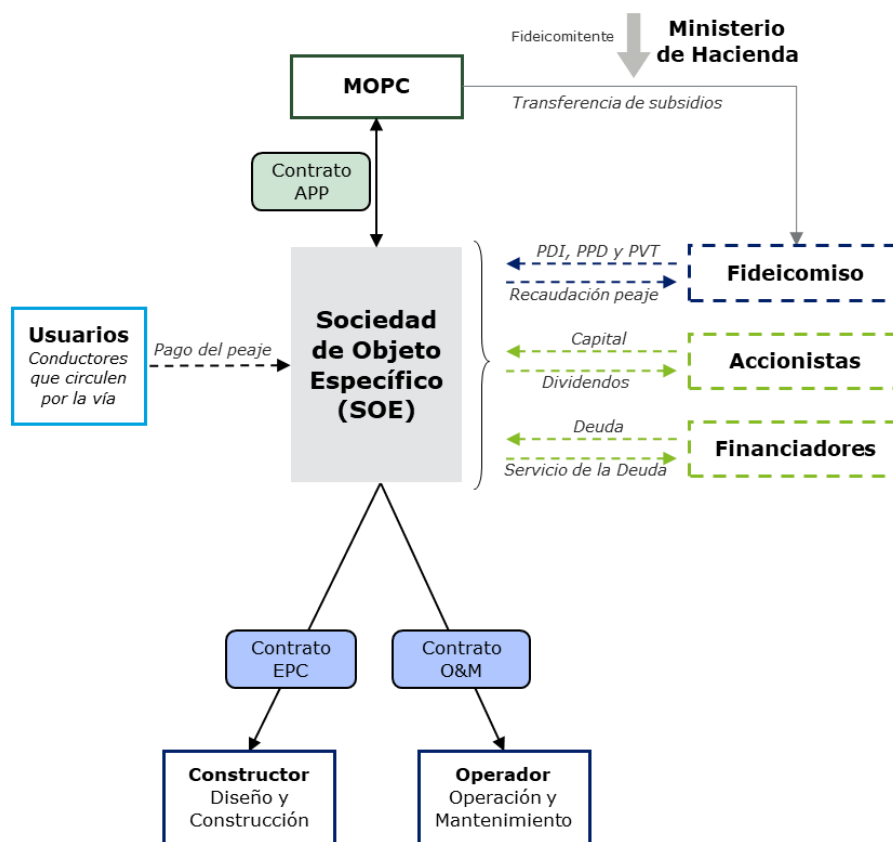 Fideicomitente
Ministerio
de Hacienda
MOPC
Transferencia de subsidios
Contrato
APP
Usuarios
Conductores
que circulen
por la vía
Pago del peaje
Sociedad
de Objeto
Específico
(SOE)
PDI, PPD y PVT
Recaudación peaje
Fideicomiso
Capital
Dividendos
Accionistas
Deuda
Servicio de la Deuda
Financiadores
Contrato
EPC
Contrato
O&M
Constructor
Diseño y
Construcción
Operador
Operación y
Mantenimiento